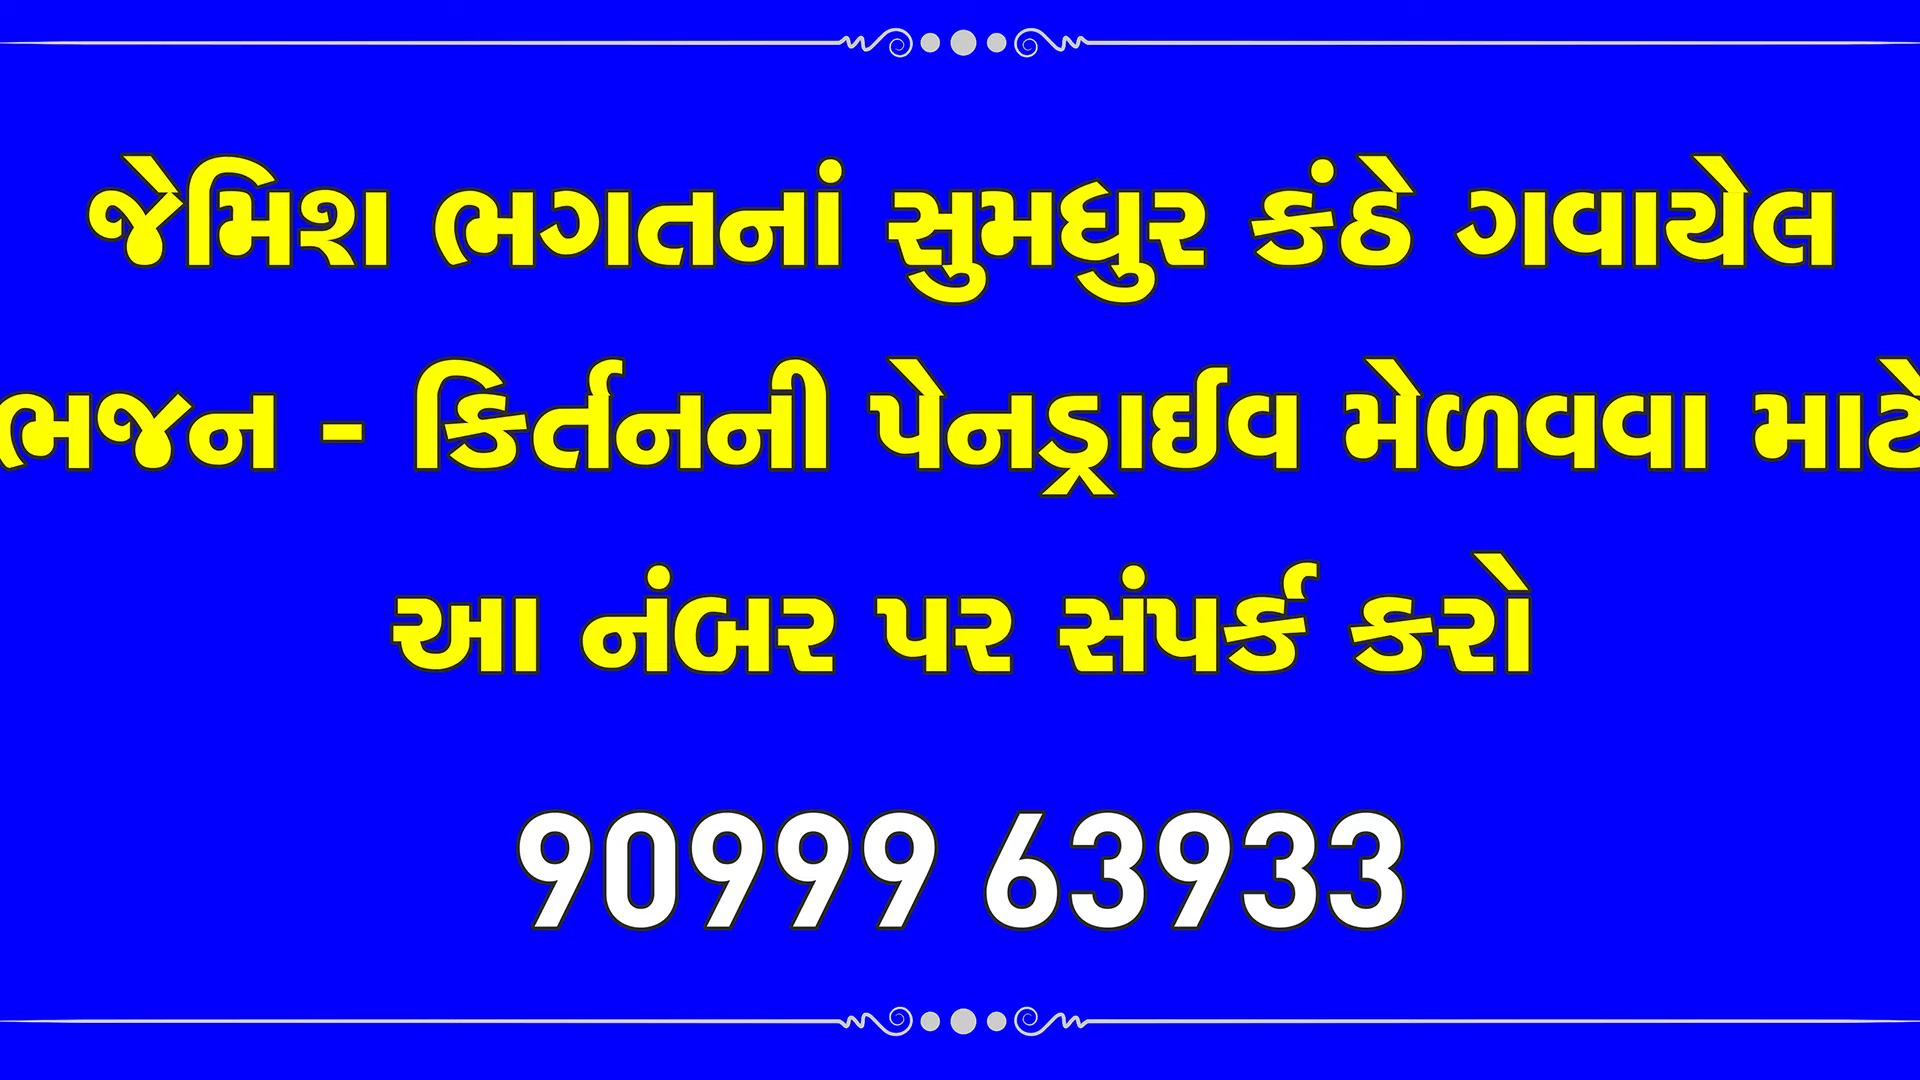 જેમિશ ભગતનાં સુમધુર કંઠે ગવાયેલ
ભજન - કિર્તનની પેનડ્રાઈવ મેળવવા માટે
આ નંબર પર સંપર્ક કરો
90999 63933